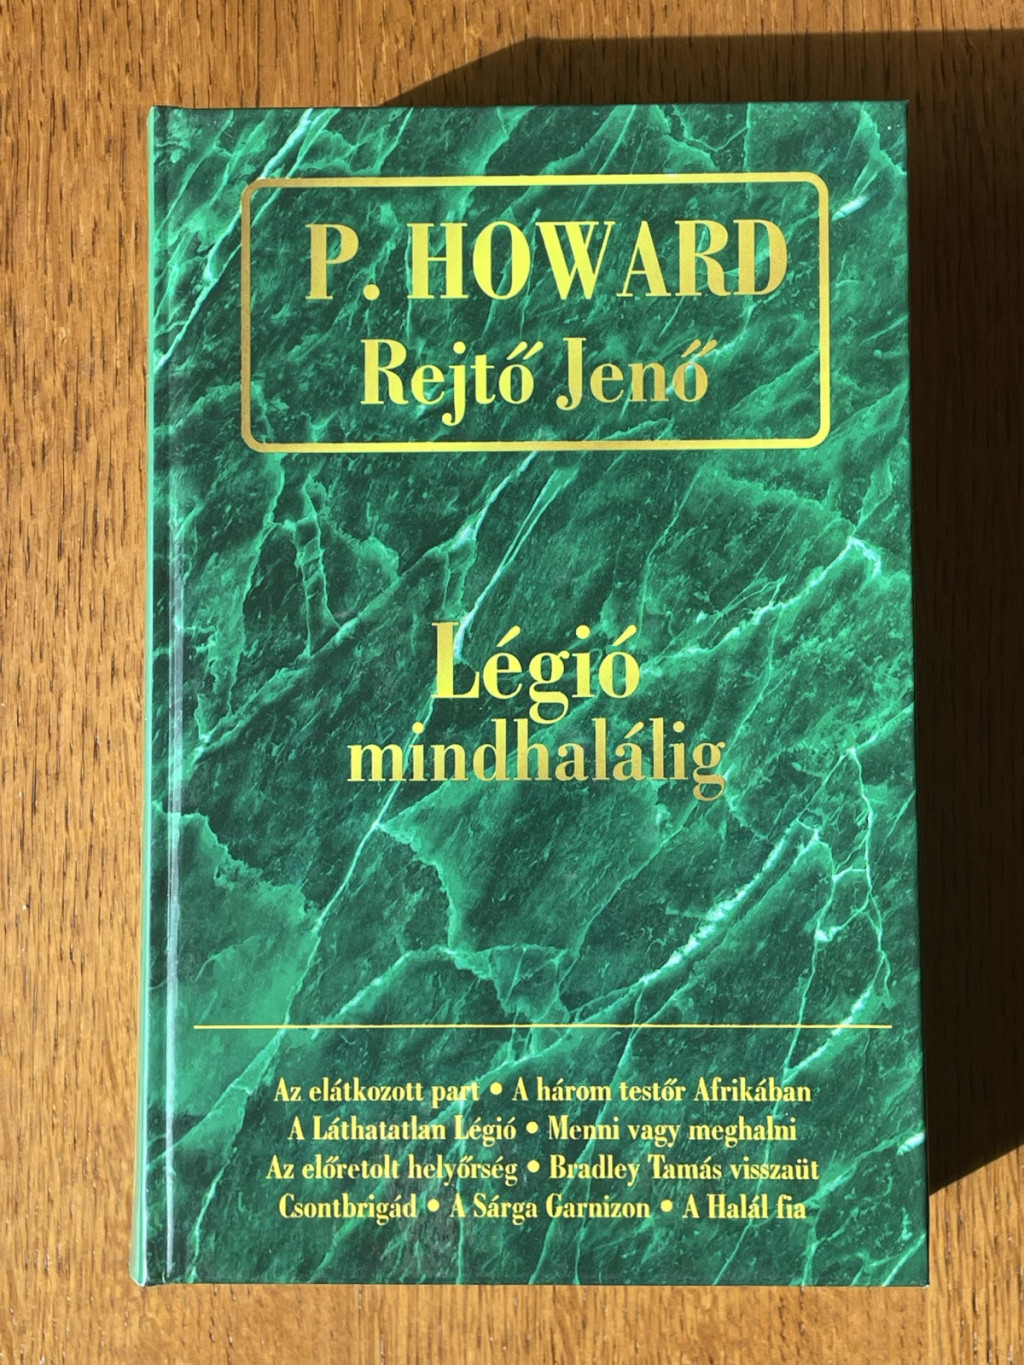 P. HOWARD
Rejtő Jenő
Légió
mindhalálig
Az elátkozott part • A három testőr Afrikában
A Láthatatlan Légió • Menni vagy meghalni
Az előretolt helyőrség • Bradley Tamás visszaüt
Csontbrigád • A Sárga Garnizon • A Halál fia